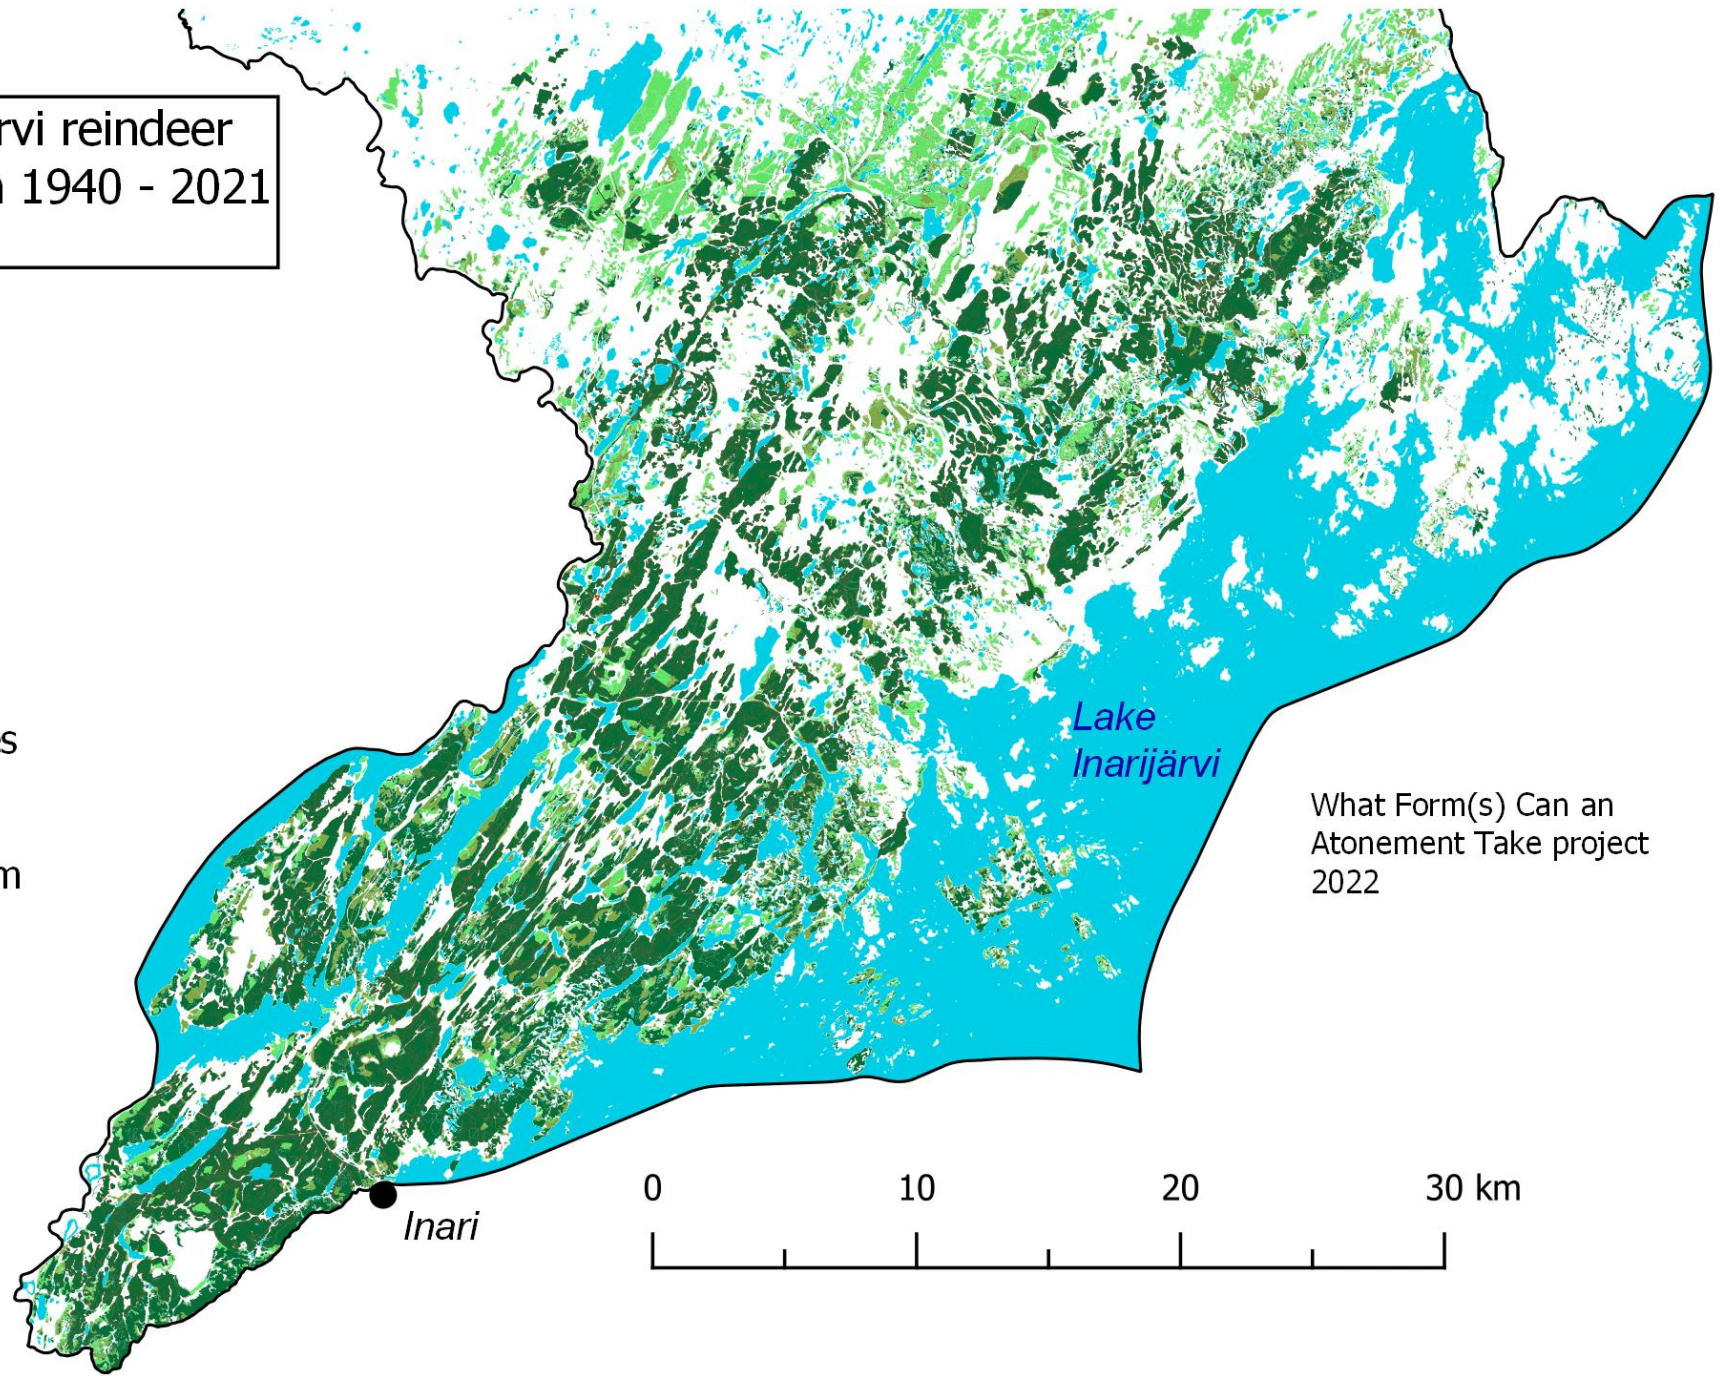 rvi reindeer
1940 - 2021
Lake
Inarijärvi
What Form(s) Can an
Atonement Take project
2022
0 10 20 30 km
Inari